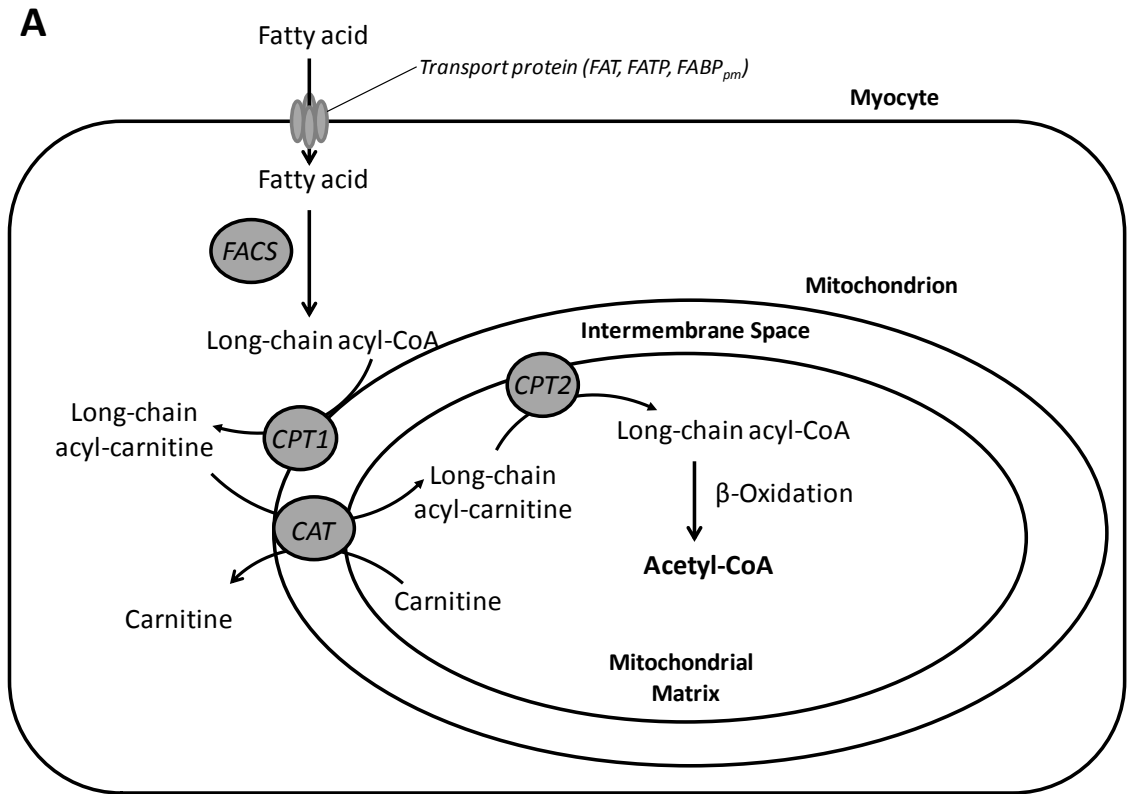 A
Fatty acid
Transport protein (FAT, FATP, FABPpm)
Myocyte
Fatty acid
FACS
Mitochondrion
Intermembrane Space
Long-chain acyl-CoA
CPT2
Long-chain
acyl-carnitine
CPT1
Long-chain acyl-CoA
Long-chain
acyl-carnitine
β-Oxidation
CAT
Acetyl-CoA
Carnitine
Carnitine
Mitochondrial
Matrix